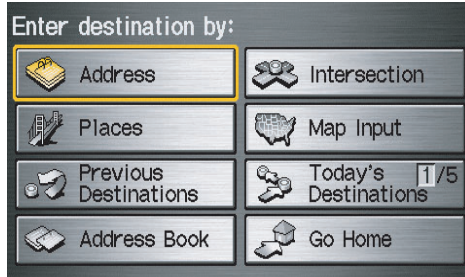 Enter destination by:
Address
Intersection
Places
Map Input
Previous
Destinations
Today's 1/5
Destinations
Address Book
Go Home